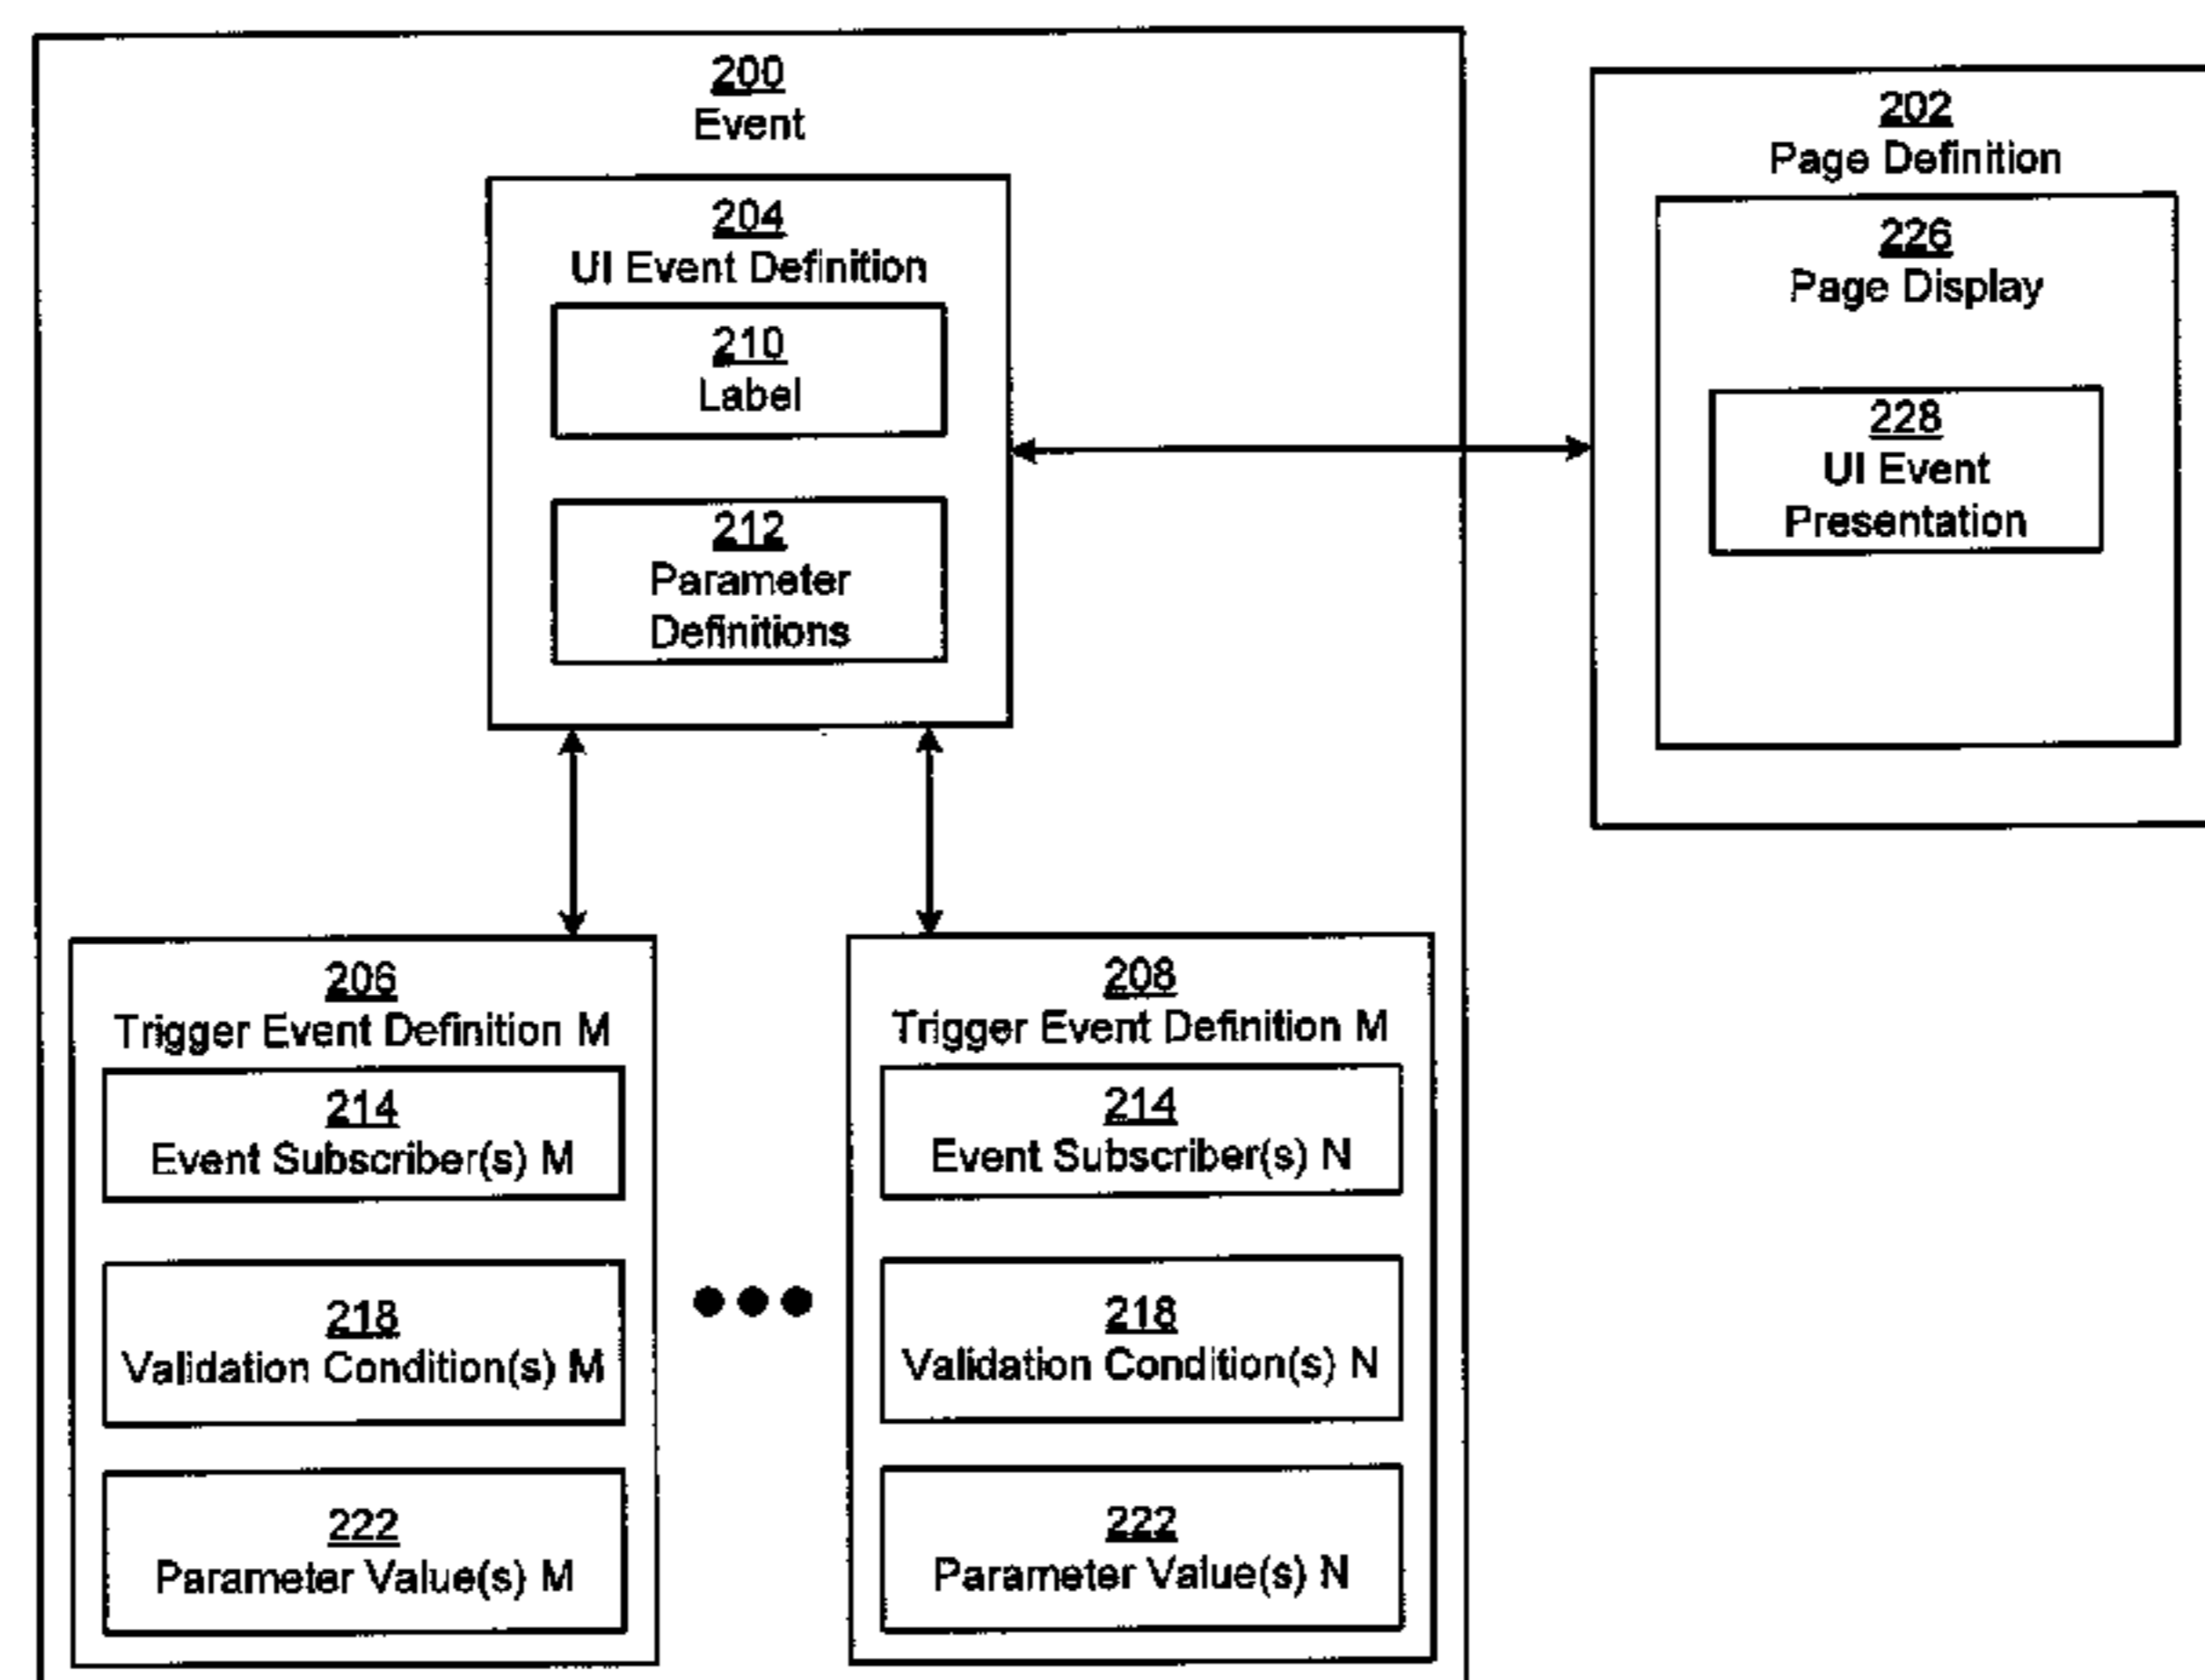 200
Event
204
UI Event Definition
210
Label
212
Parameter
Definitions
202
Page Definition
226
Page Display
228
UI Event
Presentation
206
Trigger Event Definition M
214
Event Subscriber(s) M
218
Validation Condition(s) M
222
Parameter Value(s) M
208
Trigger Event Definition M
214
Event Subscriber(s) N
218
Validation Condition(s) N
222
Parameter Value(s) N